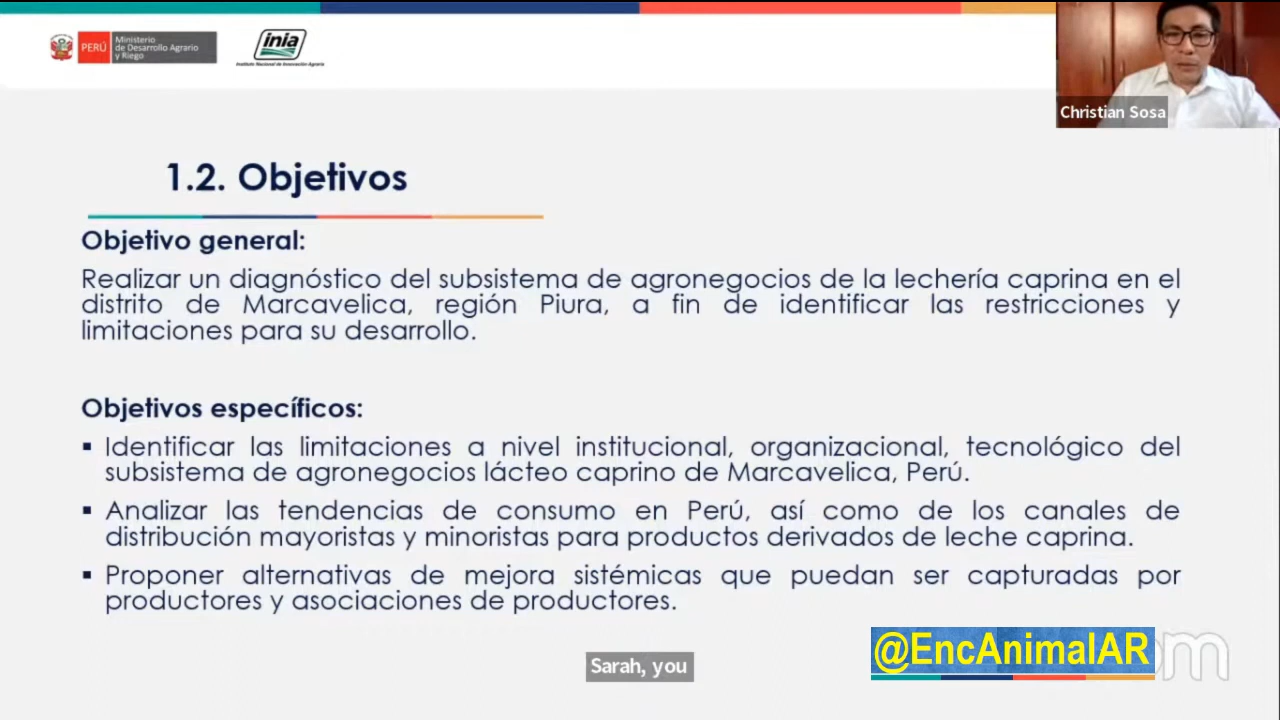 PERÚ
Ministerio
de Desarrollo Agrario
y Riego
inia
Instituto Nacional de Innovación Agraria
Christian Sosa
1.2. Objetivos
Objetivo general:
Realizar un diagnóstico del subsistema de agronegocios de la lechería caprina en el
distrito de Marcavelica, región Piura, a fin de identificar las restricciones y
limitaciones para su desarrollo.
Objetivos específicos:
▪ Identificar las limitaciones a nivel institucional, organizacional, tecnológico del
subsistema de agronegocios lácteo caprino de Marcavelica, Perú.
▪ Analizar las tendencias de consumo en Perú, así como de los canales de
distribución mayoristas y minoristas para productos derivados de leche caprina.
▪ Proponer alternativas de mejora sistémicas que puedan ser capturadas por
productores y asociaciones de productores.
@EncAnimalAR
Sarah, you